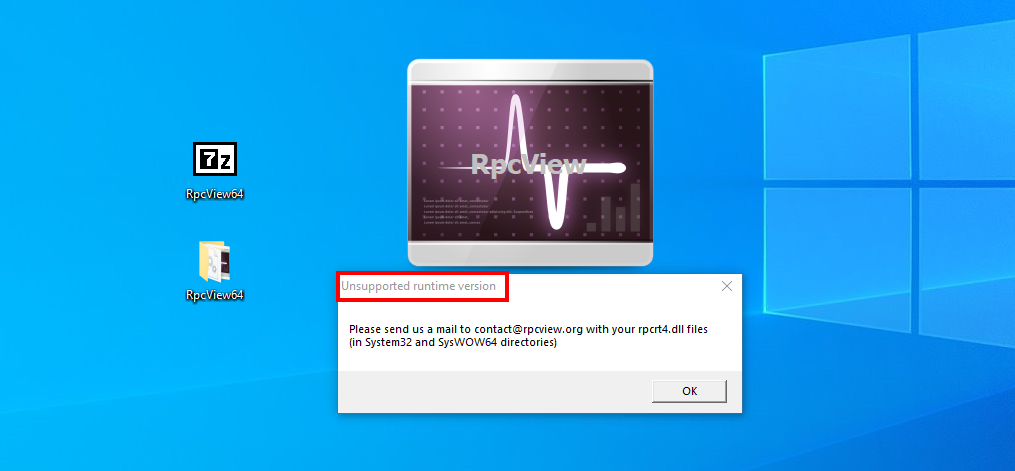 7z
RpcView64
RpcView64
RpcView
Unsupported runtime version
Please send us a mail to contact@rpcview.org with your rpcrt4.dll files
(in System32 and SysWOW64 directories)
OK